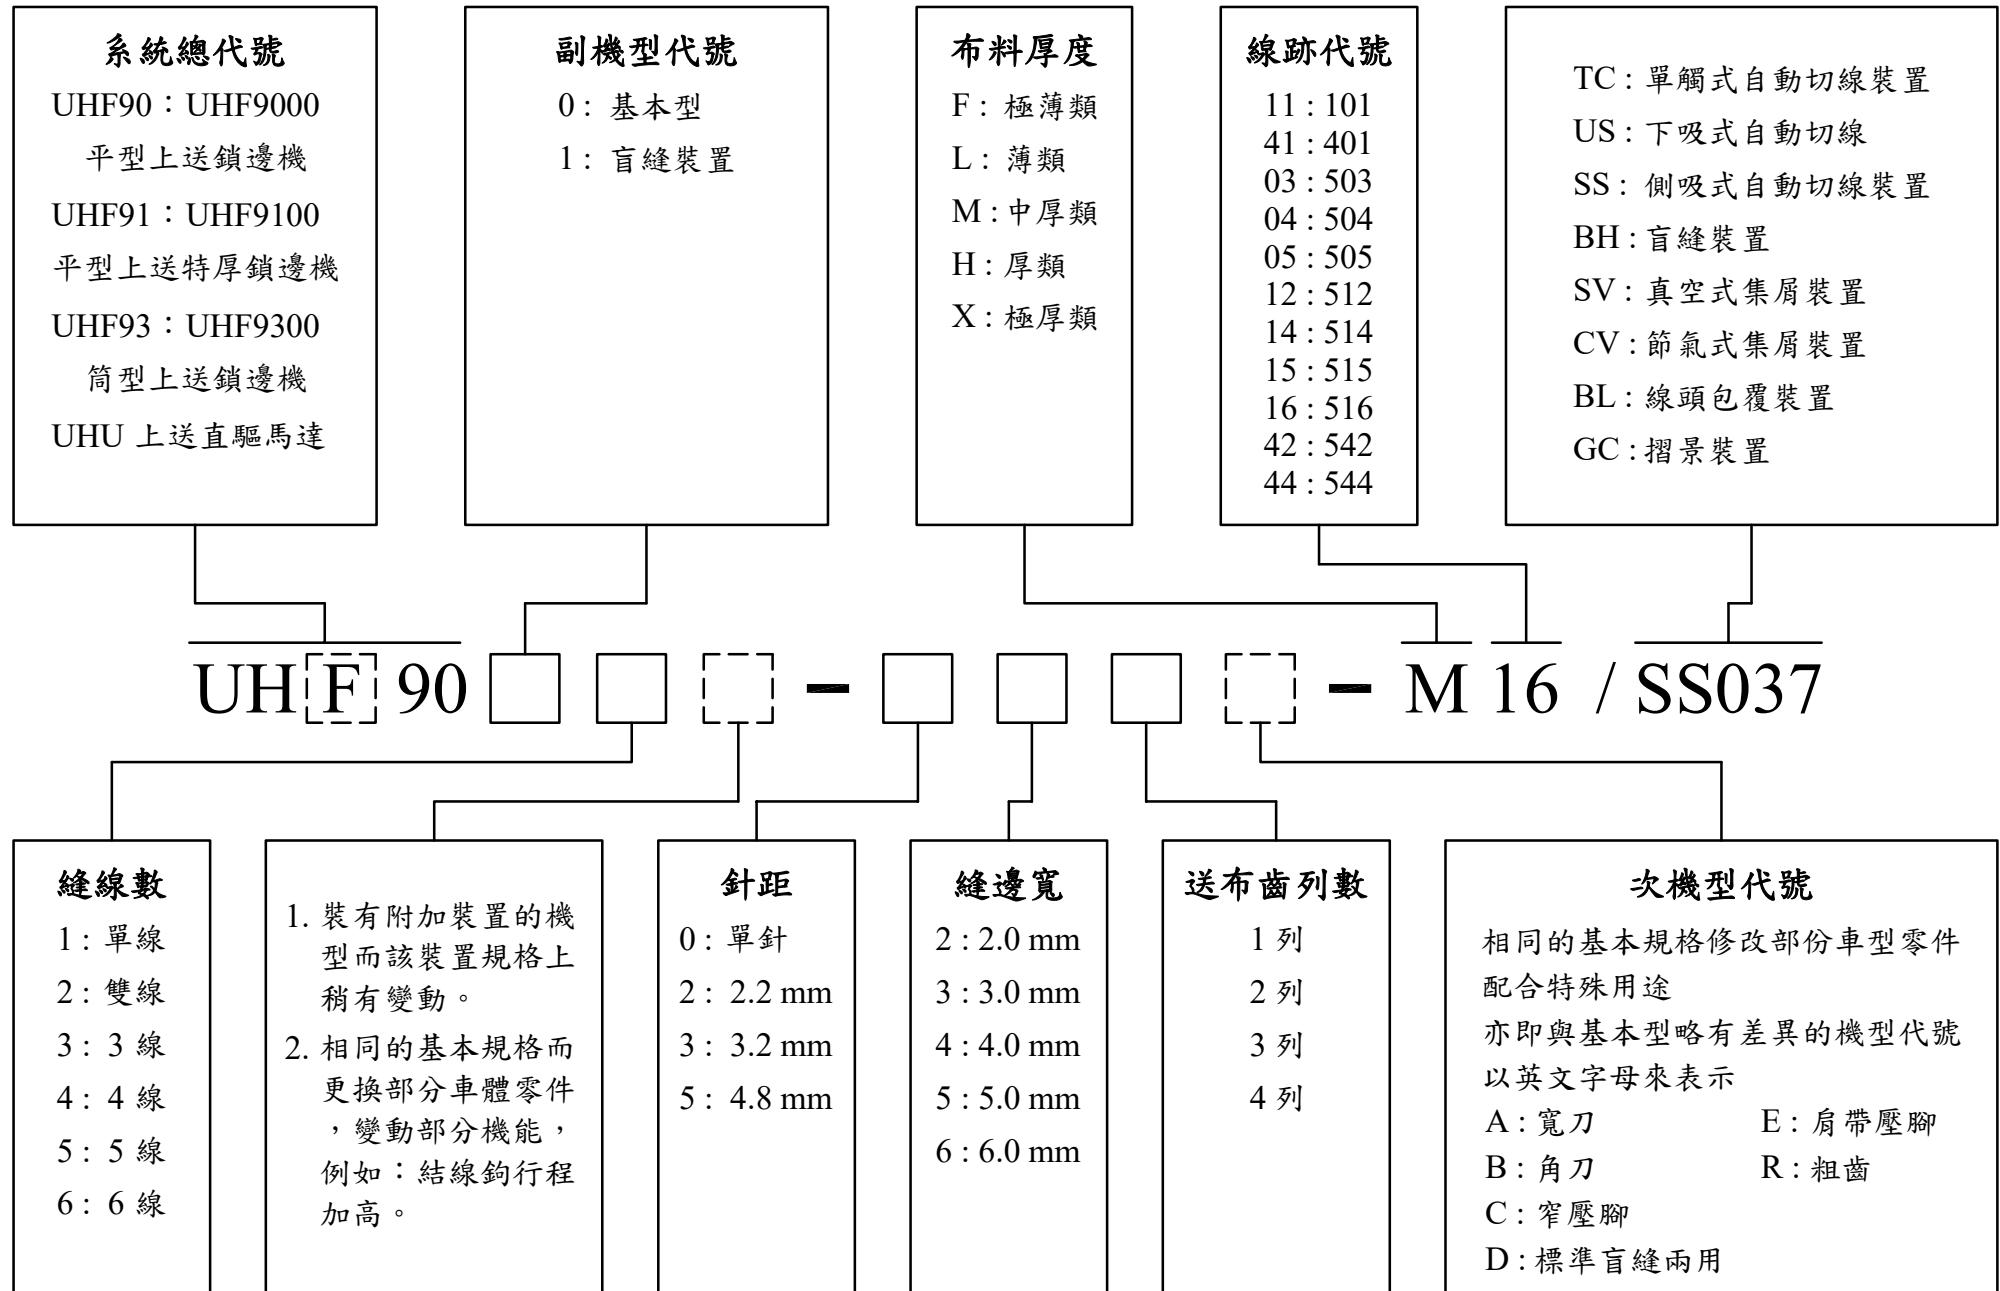 系統總代號
UHF90：UHF9000
平型上送鎖邊機
UHF91：UHF9100
平型上送特厚鎖邊機
UHF93：UHF9300
筒型上送鎖邊機
UHU 上送直驅馬達
副機型代號
0 : 基本型
1 : 盲縫裝置
布料厚度
F : 極薄類
L : 薄類
M : 中厚類
H : 厚類
X : 極厚類
線跡代號
11 : 101
41 : 401
03 : 503
04 : 504
05 : 505
12 : 512
14 : 514
15 : 515
16 : 516
42 : 542
44 : 544
TC : 單觸式自動切線裝置
US : 下吸式自動切線
SS : 側吸式自動切線裝置
BH : 盲縫裝置
SV : 真空式集屑裝置
CV : 節氣式集屑裝置
BL : 線頭包覆裝置
GC : 摺景裝置
UHF90 - - M16 / SS037
縫線數
1 : 單線
2 : 雙線
3 : 3 線
4 : 4 線
5 : 5 線
6 : 6 線
1. 裝有附加裝置的機
型而該裝置規格上
稍有變動。
2. 相同的基本規格而
更換部分車體零件
，變動部分機能，
例如：結線鉤行程
加高。
針距
0 : 單針
2 : 2.2 mm
3 : 3.2 mm
5 : 4.8 mm
縫邊寬
2 : 2.0 mm
3 : 3.0 mm
4 : 4.0 mm
5 : 5.0 mm
6 : 6.0 mm
送布齒列數
1 列
2 列
3 列
4 列
次機型代號
相同的基本規格修改部份車型零件
配合特殊用途
亦即與基本型略有差異的機型代號
以英文字母來表示
A : 寬刀 E : 肩帶壓腳
B : 角刀 R : 粗齒
C : 窄壓腳
D : 標準盲縫兩用